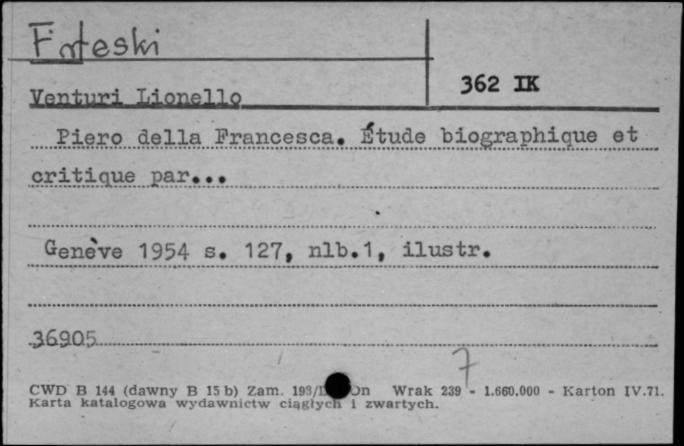 362 IK
Venturi Lionello
Piero della Francesca. Étude biographique et
critique par...
Genève 1954 s. 127, nlb.1, ilustr.
36905
7
CWD B 144 (dawny B 15 b) Zam. 193/ On Wrak 239 - 1.660.000 - Karton IV.71.
Karta katalogowa wydawnictw ciągłych i zwartych.